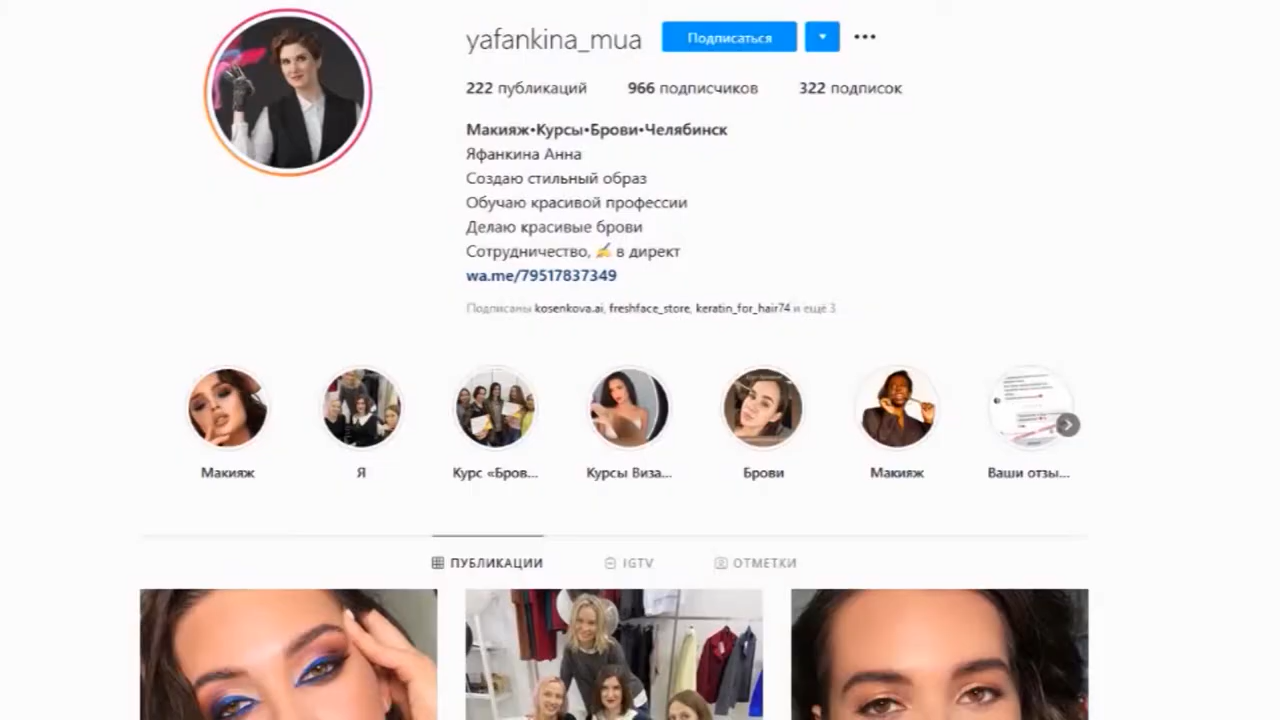 yafankina_mua Подписаться
222 публикаций 966 подписчиков 322 подписок
Макияж•Курсы•Брови•Челябинск
Яфанкина Анна
Создаю стильный образ
Обучаю красивой профессии
Делаю красивые брови
Сотрудничество, ✍ в директ
wa.me/79517837349
Подписаны kosenkova.ai, freshface_store, keratin_for_hair74 и ещё 3
Макияж Я Курс «Бров... Курсы Виза... Брови Макияж Ваши отзы...
ПУБЛИКАЦИИ IGTV ОТМЕТКИ